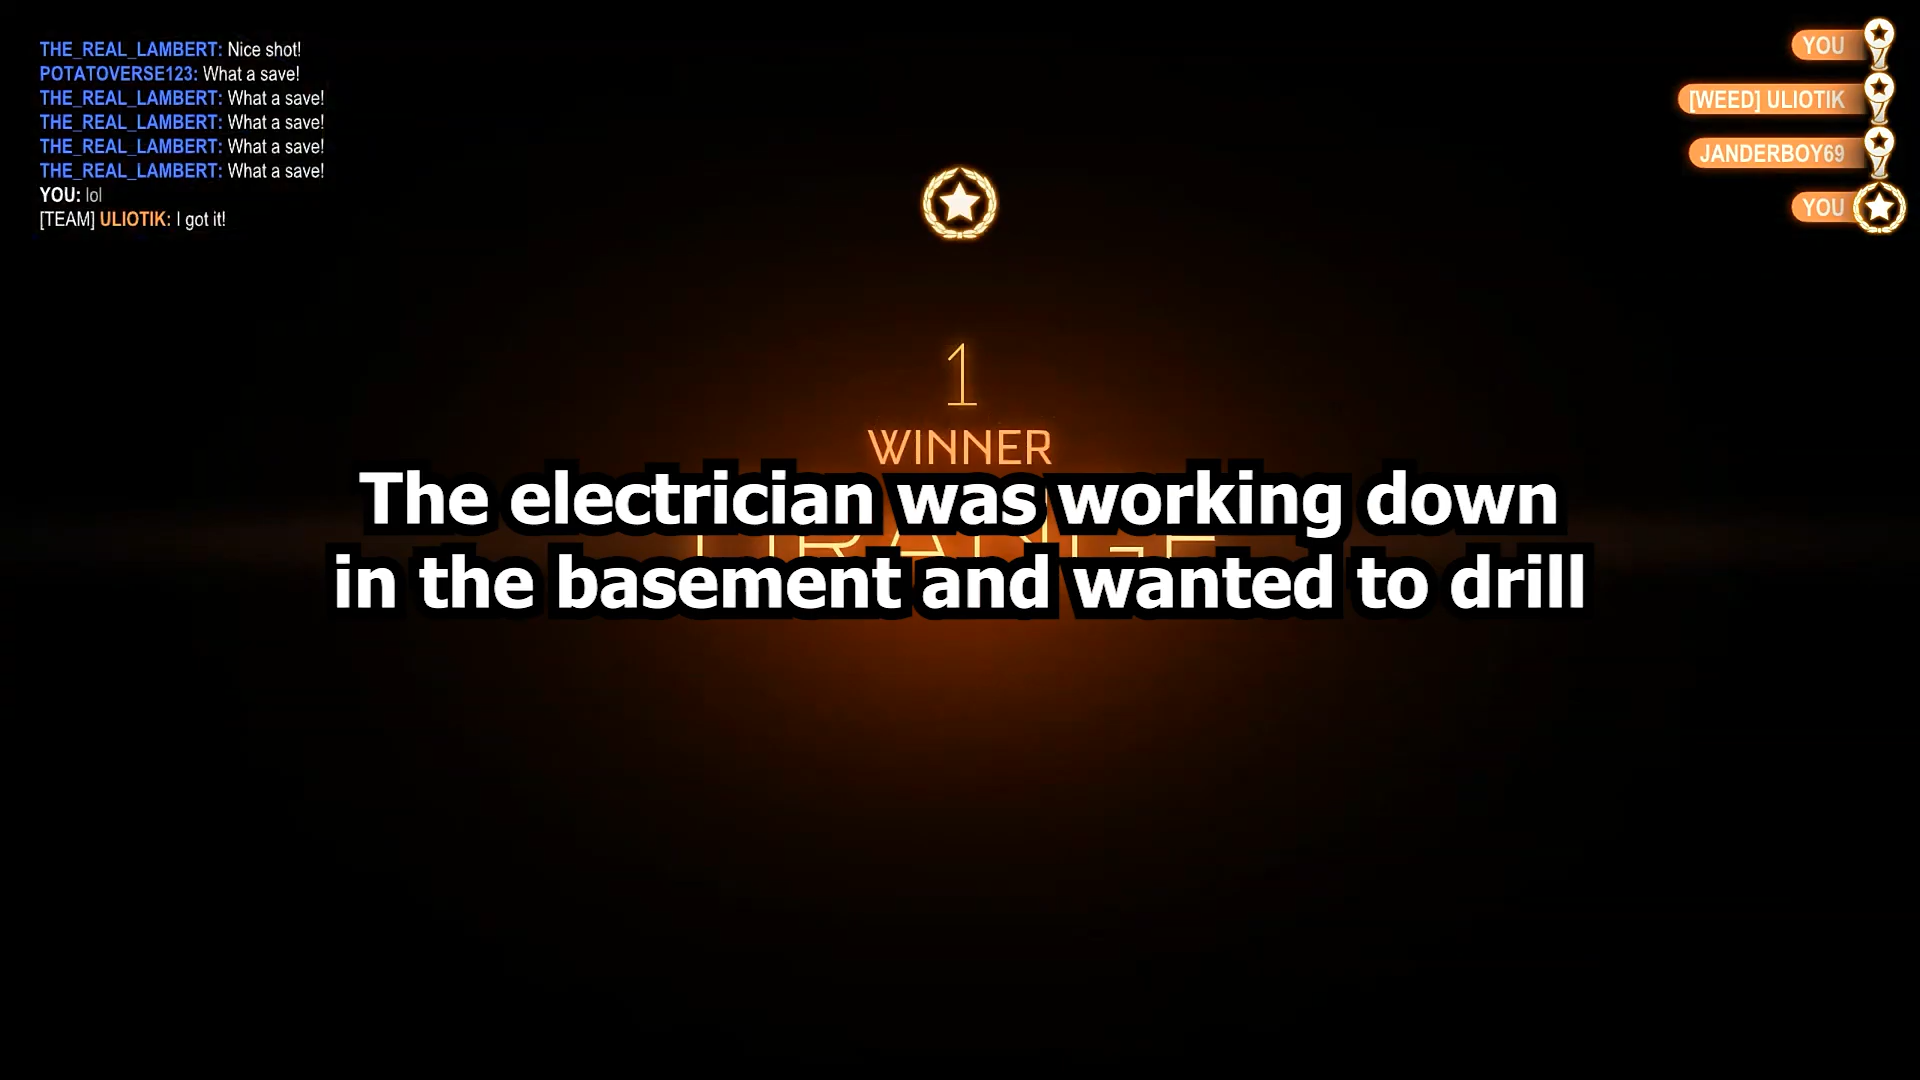 THE_REAL_LAMBERT: Nice shot!
POTATOVERSE123: What a save!
THE_REAL_LAMBERT: What a save!
THE_REAL_LAMBERT: What a save!
THE_REAL_LAMBERT: What a save!
THE_REAL_LAMBERT: What a save!
YOU: lol
[TEAM] ULIOTIK: I got it!
YOU
[WEED] ULIOTIK
JANDERBOY69
YOU
1
WINNER
The electrician was working down
in the basement and wanted to drill